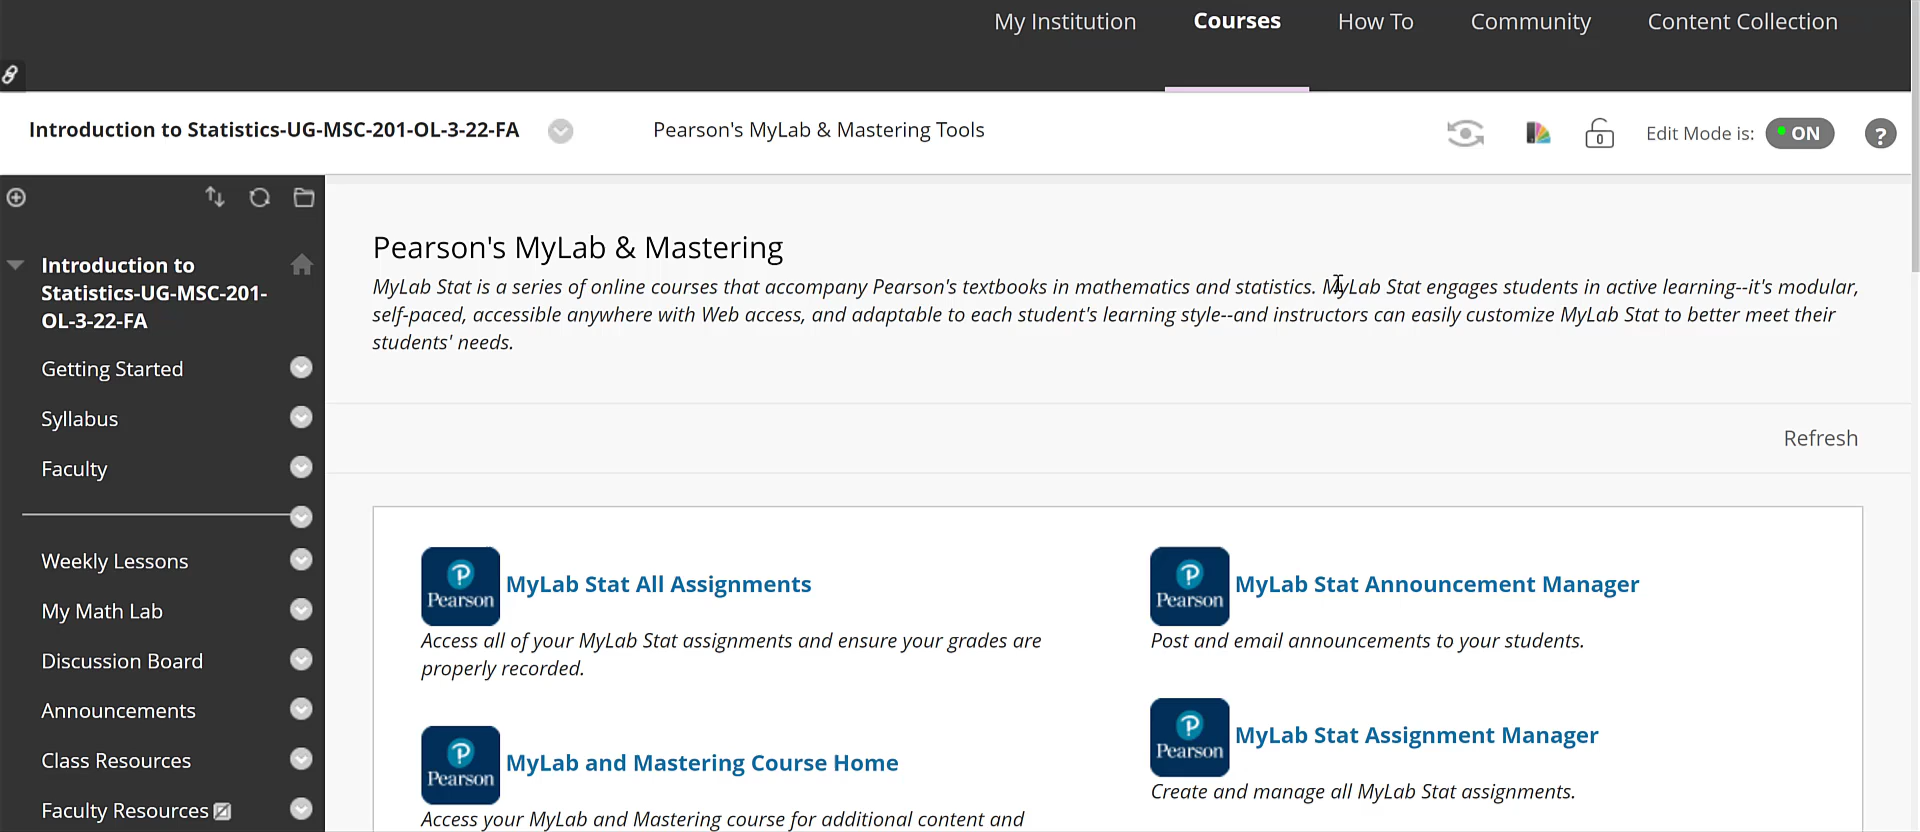 My Institution
Courses
How To
Community
Content Collection
Introduction to Statistics-UG-MSC-201-OL-3-22-FA
Pearson's MyLab & Mastering Tools
0
Edit Mode is:
ON
?
Introduction to
Statistics-UG-MSC-201-
OL-3-22-FA
Getting Started
Syllabus
Faculty
Weekly Lessons
My Math Lab
Discussion Board
Announcements
Class Resources
Faculty Resources
Pearson's MyLab & Mastering
MyLab Stat is a series of online courses that accompany Pearson's textbooks in mathematics and statistics. MyLab Stat engages students in active learning--it's modular,
self-paced, accessible anywhere with Web access, and adaptable to each student's learning style--and instructors can easily customize MyLab Stat to better meet their
students' needs.
Refresh
P
Pearson
MyLab Stat All Assignments
Access all of your MyLab Stat assignments and ensure your grades are
properly recorded.
P
Pearson
MyLab and Mastering Course Home
Access your MyLab and Mastering course for additional content and
P
Pearson
MyLab Stat Announcement Manager
Post and email announcements to your students.
P
Pearson
MyLab Stat Assignment Manager
Create and manage all MyLab Stat assignments.